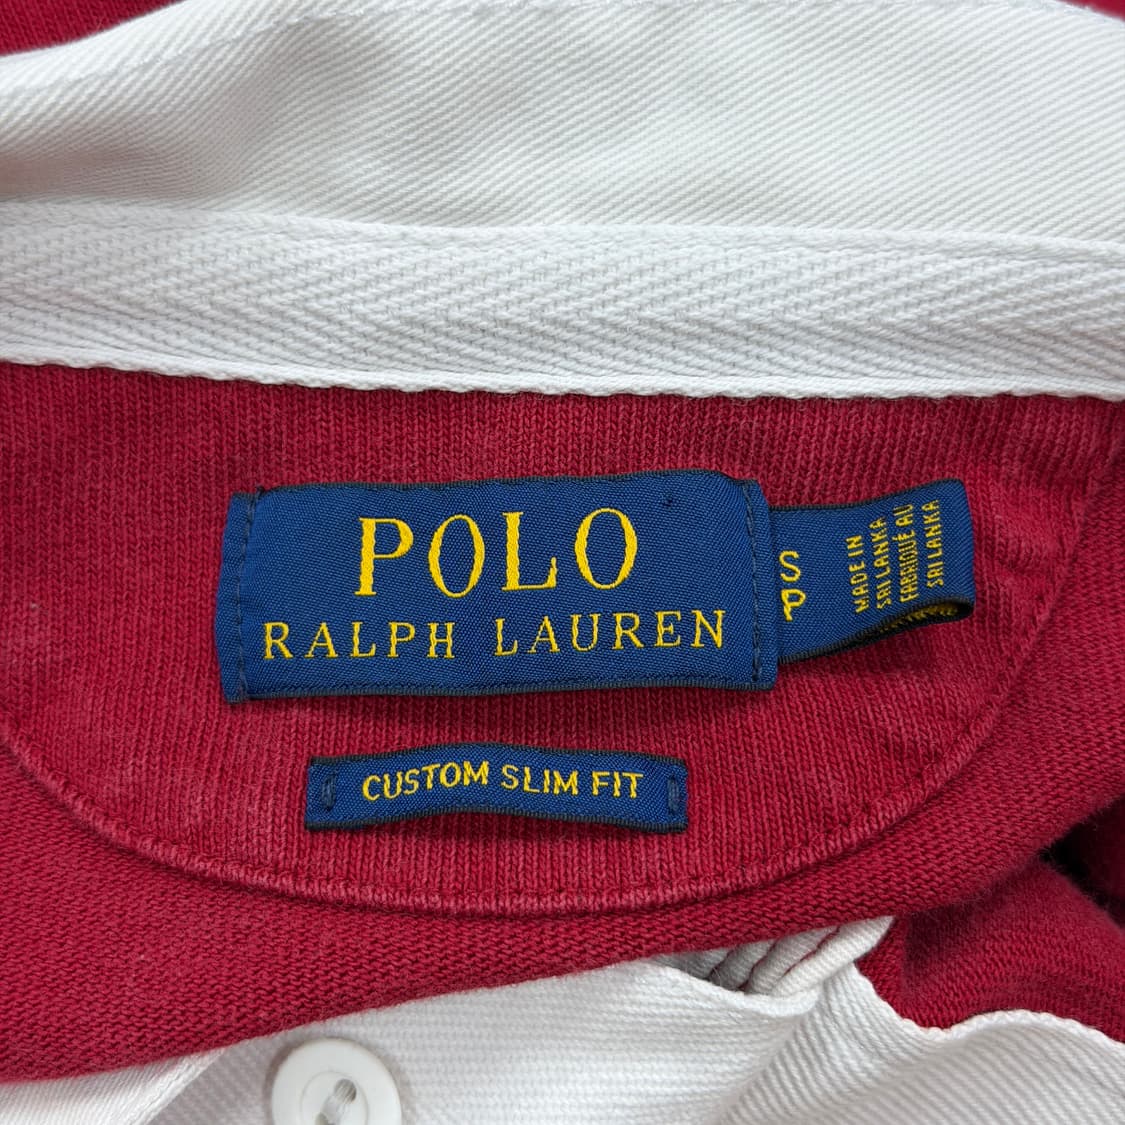 POLO
RALPH LAUREN
S
P
MADE IN
SRI LANKA
FABRIQUÉ AU
SRI LANKA
CUSTOM SLIM FIT